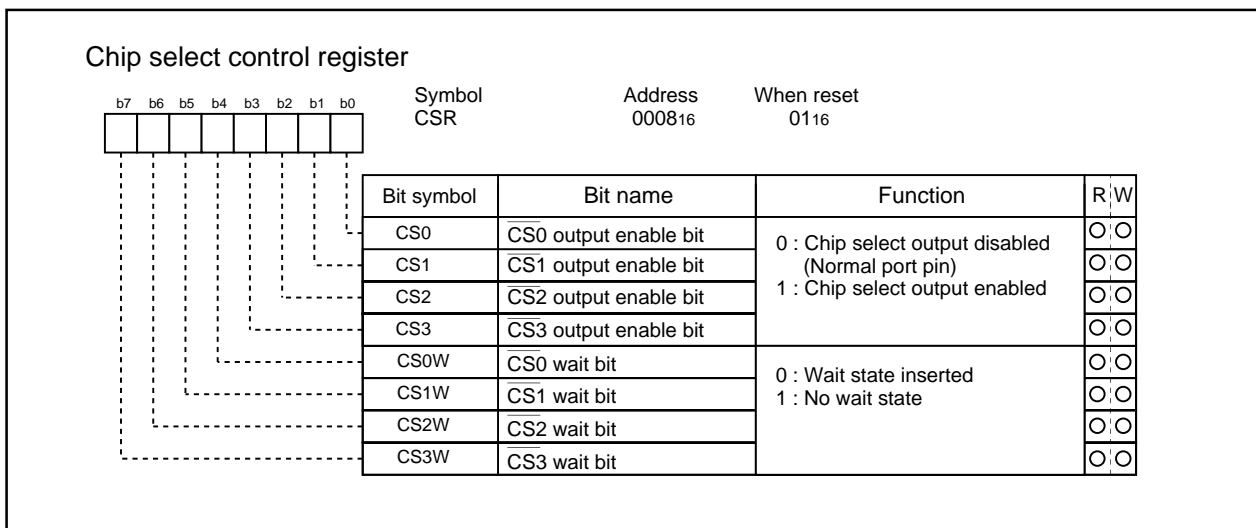 Chip select control register
b7 b6 b5 b4 b3 b2 b1 b0
Symbol Address When reset
CSR 000816 0116
Bit symbol Bit name Function R W
CS0 CS0 output enable bit
CS1 CS1 output enable bit
CS2 CS2 output enable bit
CS3 CS3 output enable bit
0 : Chip select output disabled
(Normal port pin)
1 : Chip select output enabled
CS0W CS0 wait bit
CS1W CS1 wait bit
CS2W CS2 wait bit
CS3W CS3 wait bit
0 : Wait state inserted
1 : No wait state